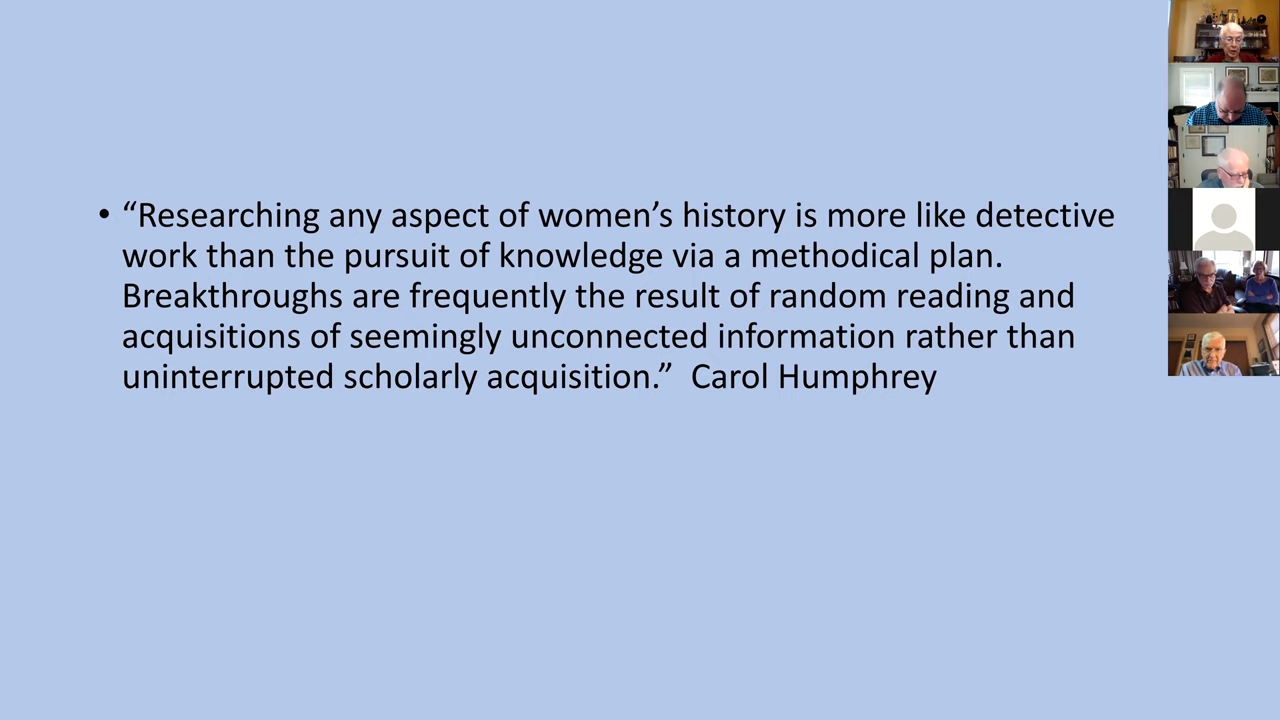 • “Researching any aspect of women’s history is more like detective
work than the pursuit of knowledge via a methodical plan.
Breakthroughs are frequently the result of random reading and
acquisitions of seemingly unconnected information rather than
uninterrupted scholarly acquisition.”  Carol Humphrey